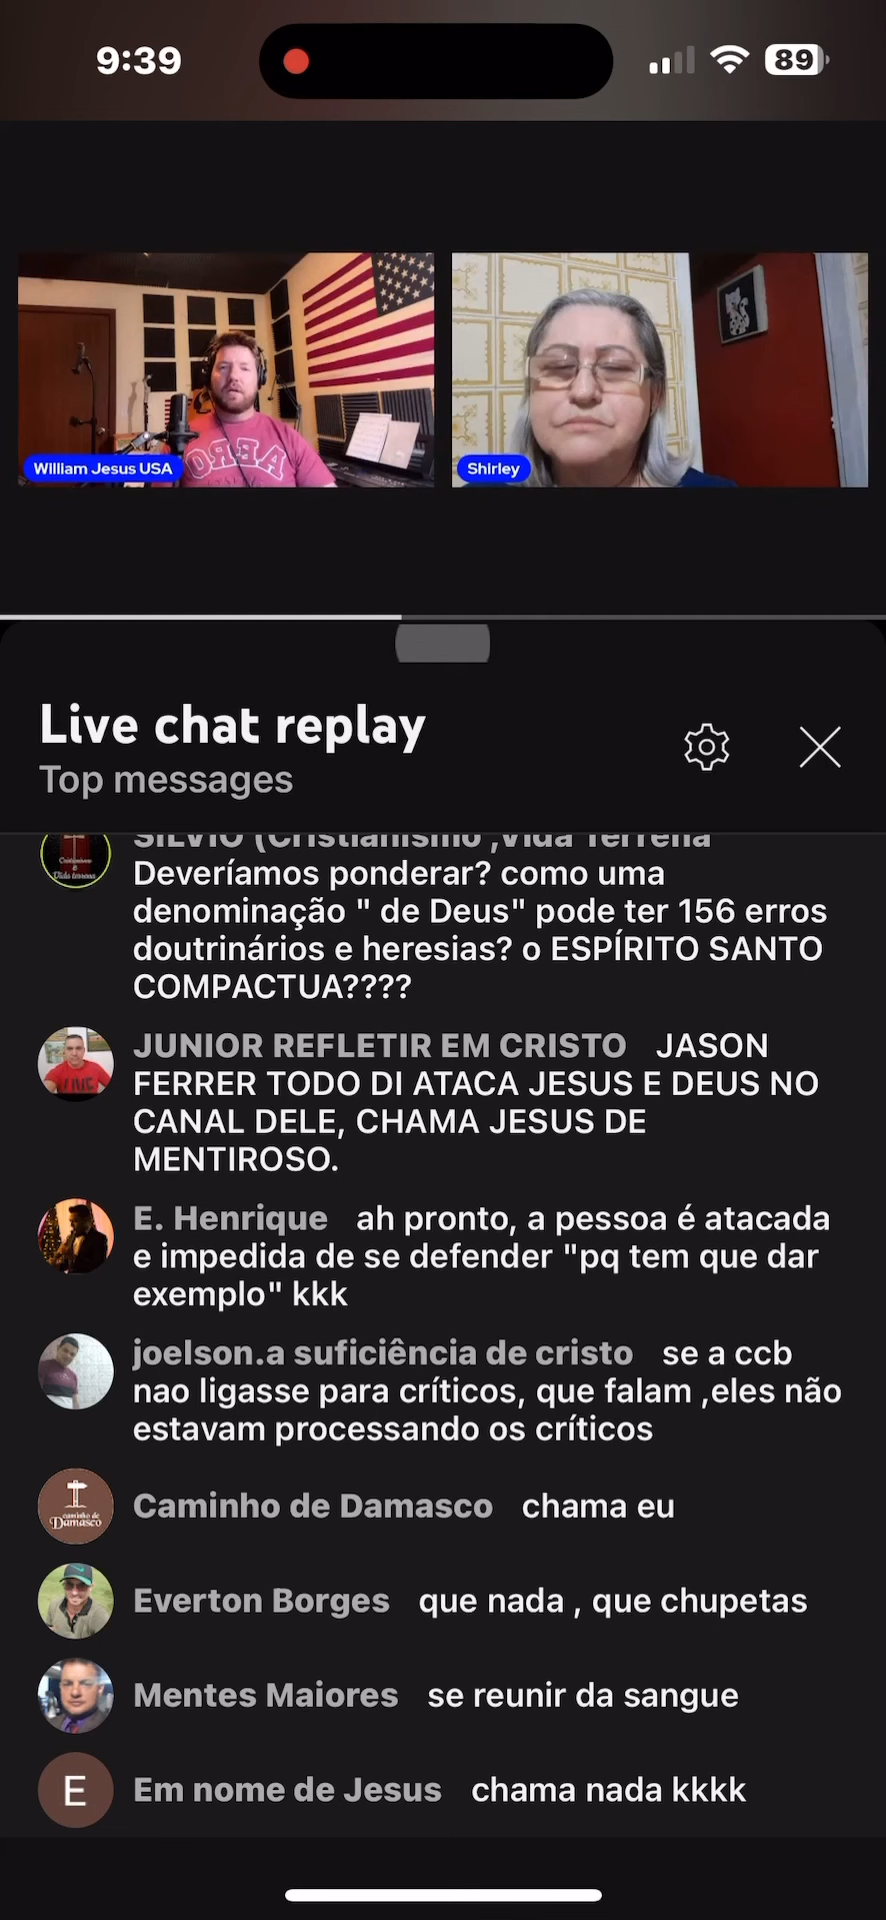 9:39
89
AERO
William Jesus USA
Shirley
Live chat replay
Top messages
SILVIO (Cristianismo ,Vida Terrena
Deveríamos ponderar? como uma
denominação " de Deus" pode ter 156 erros
doutrinários e heresias? o ESPÍRITO SANTO
COMPACTUA????
JUNIOR REFLETIR EM CRISTO JASON
FERRER TODO DI ATACA JESUS E DEUS NO
CANAL DELE, CHAMA JESUS DE
MENTIROSO.
E. Henrique ah pronto, a pessoa é atacada
e impedida de se defender "pq tem que dar
exemplo" kkk
joelson.a suficiência de cristo se a ccb
nao ligasse para críticos, que falam ,eles não
estavam processando os críticos
caminho de
Damasco
Caminho de Damasco chama eu
Everton Borges que nada , que chupetas
Mentes Maiores se reunir da sangue
E
Em nome de Jesus chama nada kkkk